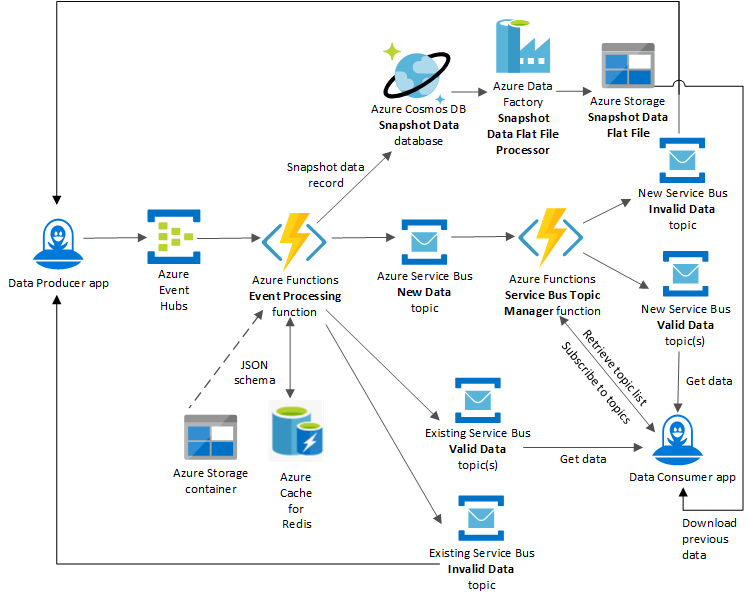 Azure Cosmos DB
Snapshot Data
database
Azure Data
Factory
Snapshot
Data Flat File
Processor
Azure Storage
Snapshot Data
Flat File
Snapshot data
record
New Service Bus
Invalid Data
topic
Data Producer app
Azure
Event
Hubs
Azure Functions
Event Processing
function
Azure Service Bus
New Data
topic
Azure Functions
Service Bus Topic
Manager function
New Service Bus
Valid Data
topic(s)
Retrieve topic list
Subscribe to topics
Get data
JSON
schema
Azure Storage
container
Azure
Cache
for
Redis
Existing Service Bus
Valid Data
topic(s)
Get data
Data Consumer app
Download
previous
data
Existing Service Bus
Invalid Data
topic